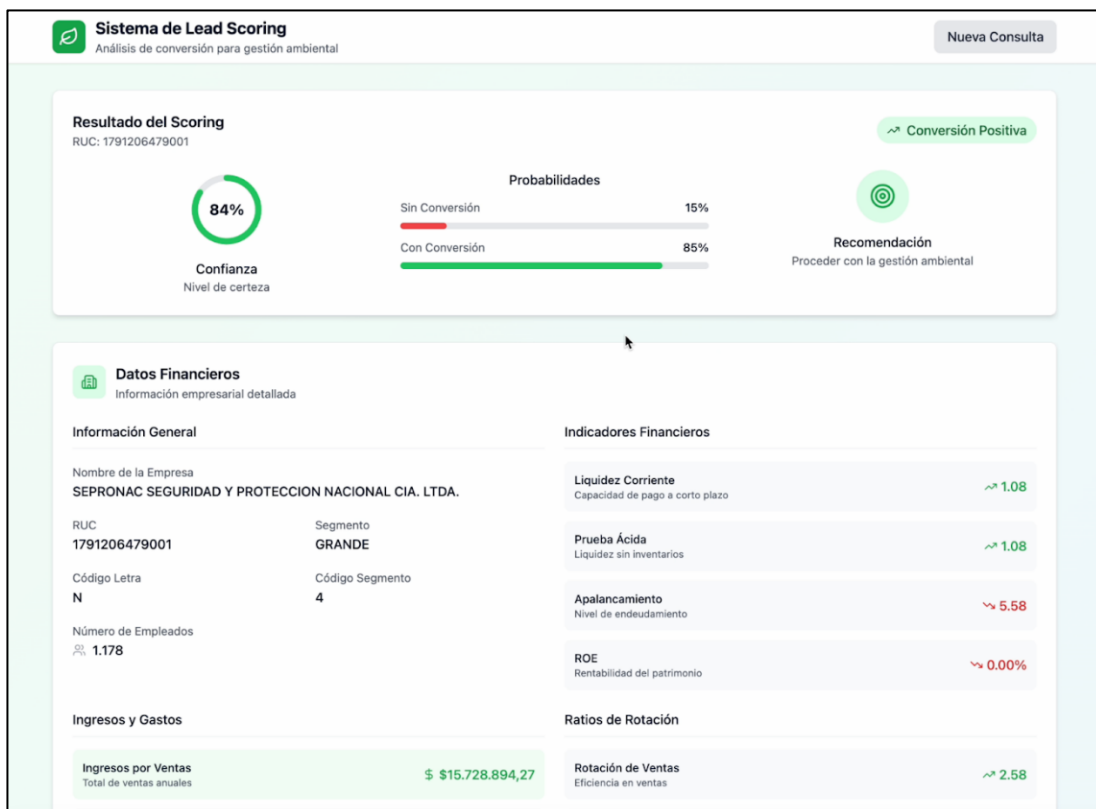 Sistema de Lead Scoring
Análisis de conversión para gestión ambiental
Nueva Consulta
Resultado del Scoring
RUC: 1791206479001
Conversión Positiva
84%
Confianza
Nivel de certeza
Probabilidades
Sin Conversión 15%
Con Conversión 85%
Recomendación
Proceder con la gestión ambiental
Datos Financieros
Información empresarial detallada
Información General
Nombre de la Empresa
SEPRONAC SEGURIDAD Y PROTECCION NACIONAL CIA. LTDA.
RUC Segmento
1791206479001 GRANDE
Código Letra Código Segmento
N 4
Número de Empleados
1.178
Indicadores Financieros
Liquidez Corriente 1.08
Capacidad de pago a corto plazo
Prueba Ácida 1.08
Liquidez sin inventarios
Apalancamiento 5.58
Nivel de endeudamiento
ROE 0.00%
Rentabilidad del patrimonio
Ingresos y Gastos
Ingresos por Ventas $ $15.728.894,27
Total de ventas anuales
Ratios de Rotación
Rotación de Ventas 2.58
Eficiencia en ventas